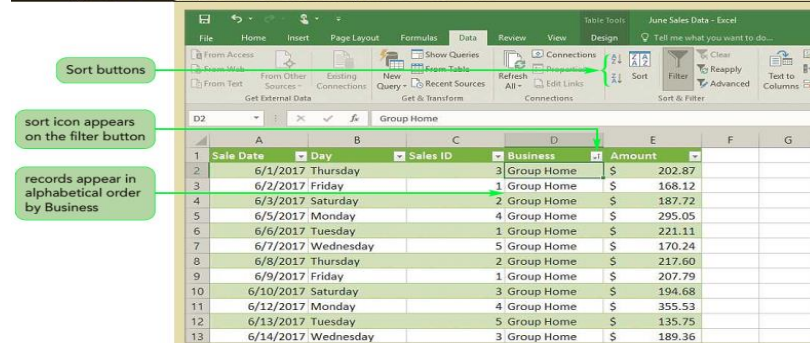 Table Tools June Sales Data - Excel
File Home Insert Page Layout Formulas Data Review View Design Tell me what you want to do...
From Access
From Web
From Text
From Other Sources
Existing Connections
Get External Data
New Query
Show Queries
From Table
Recent Sources
Get & Transform
Refresh All
Connections
Properties
Edit Links
Connections
Sort
Filter
Clear
Reapply
Advanced
Sort & Filter
Text to Columns
Sort buttons
D2 fx Group Home
sort icon appears
on the filter button
records appear in
alphabetical order
by Business
A B C D E F G
1 Sale Date Day Sales ID Business Amount
2 6/1/2017 Thursday 3 Group Home $ 202.87
3 6/2/2017 Friday 1 Group Home $ 168.12
4 6/3/2017 Saturday 2 Group Home $ 187.72
5 6/5/2017 Monday 4 Group Home $ 295.05
6 6/6/2017 Tuesday 1 Group Home $ 221.11
7 6/7/2017 Wednesday 5 Group Home $ 170.24
8 6/8/2017 Thursday 2 Group Home $ 217.60
9 6/9/2017 Friday 1 Group Home $ 207.79
10 6/10/2017 Saturday 3 Group Home $ 194.68
11 6/12/2017 Monday 4 Group Home $ 355.53
12 6/13/2017 Tuesday 5 Group Home $ 135.75
13 6/14/2017 Wednesday 3 Group Home $ 189.36